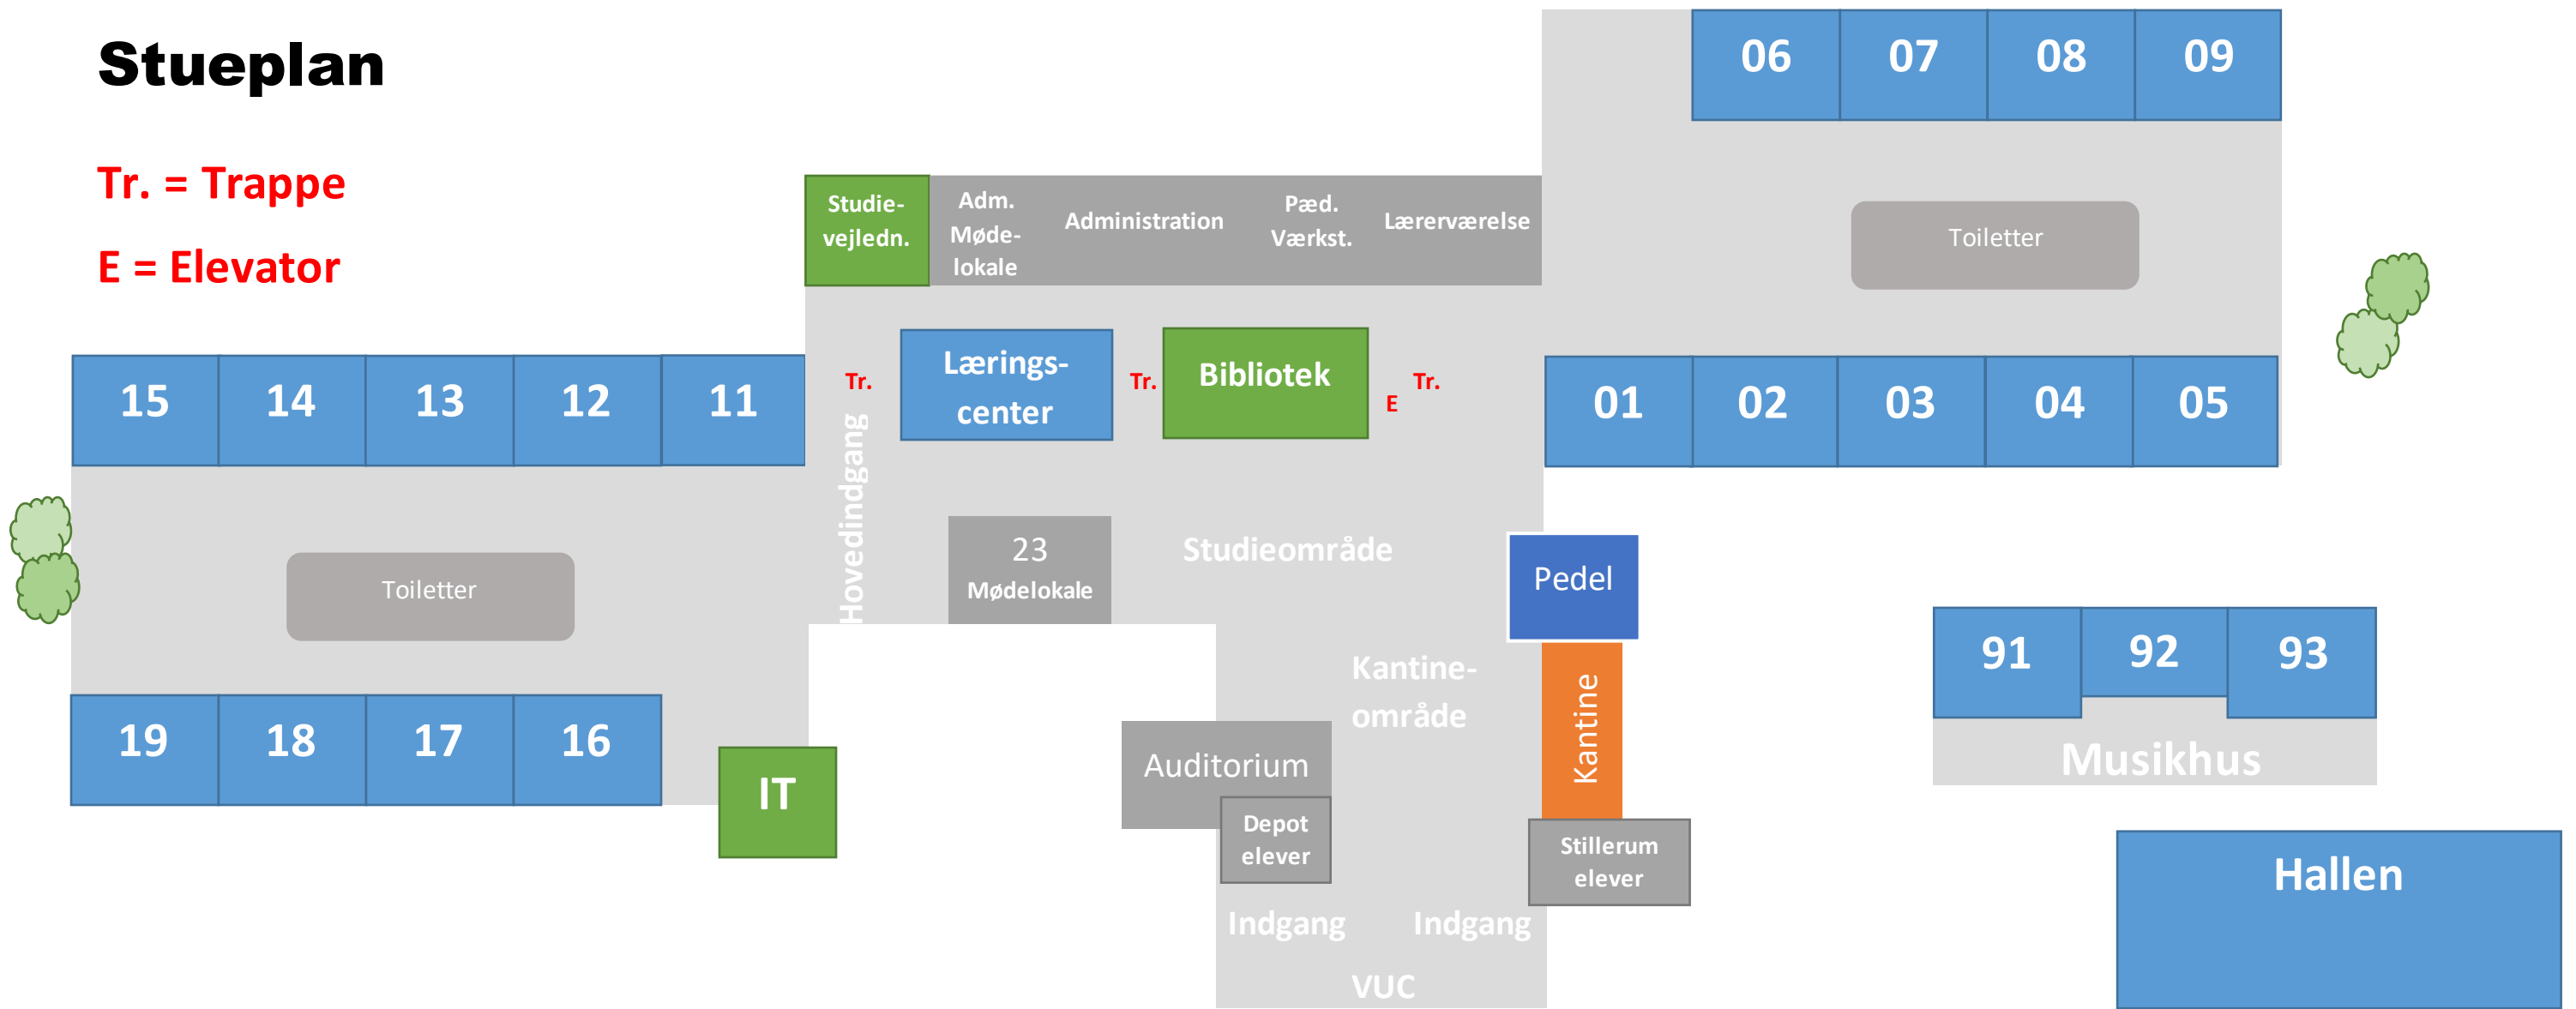 Stueplan
Tr. = Trappe
E = Elevator
06 07 08 09
Toiletter
Studie-
vejledn.
Adm.
Møde-
lokale
Administration
Pæd.
Værkst.
Lærerværelse
15 14 13 12 11
Tr.
Lærings-
center
Tr.
Bibliotek
E
Tr.
01 02 03 04 05
Hovedindgang
Toiletter
23
Mødelokale
Studieområde
Pedel
Kantine-
område
Kantine
91 92 93
Musikhus
19 18 17 16
IT
Auditorium
Depot
elever
Stillerum
elever
Indgang
Indgang
VUC
Hallen